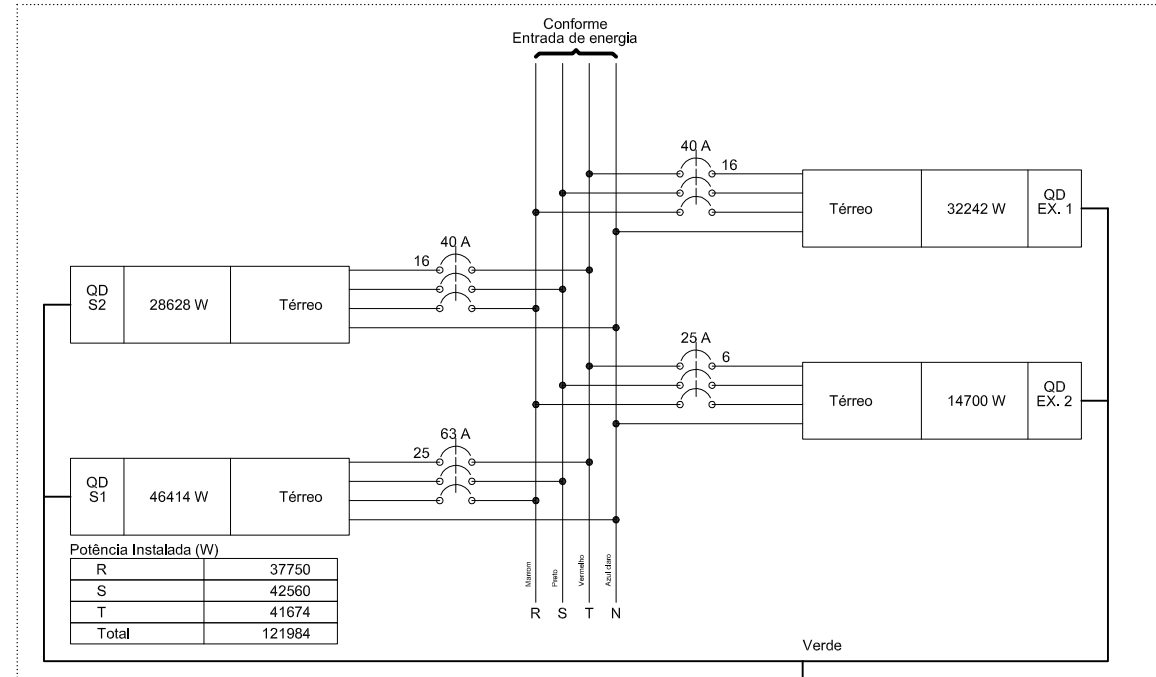 Conforme
Entrada de energia
40 A
16
Térreo
32242 W
QD
EX. 1
40 A
16
QD
S2
28628 W
Térreo
25 A
6
Térreo
14700 W
QD
EX. 2
63 A
25
QD
S1
46414 W
Térreo
Potência Instalada (W)
R 37750
S 42560
T 41674
Total 121984
Marrom
Preto
Vermelho
Azul claro
R S T N
Verde